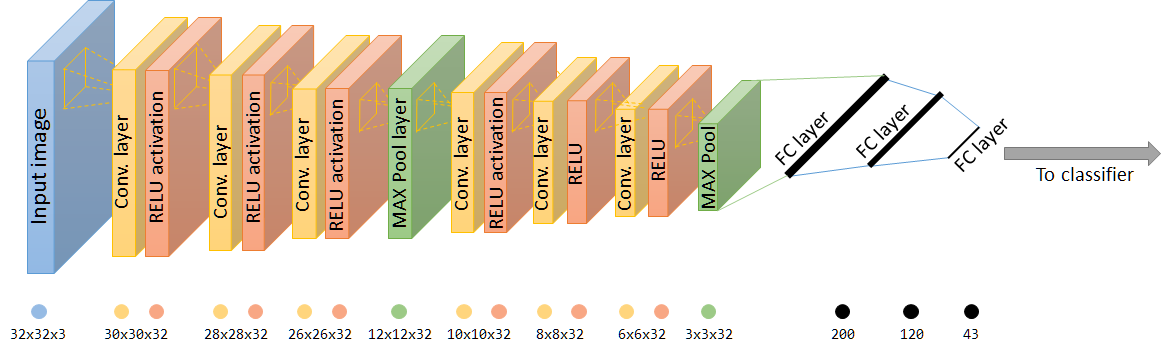 Input image
Conv. layer
RELU activation
Conv. layer
RELU activation
Conv. layer
RELU activation
MAX Pool layer
Conv. layer
RELU activation
Conv. layer
RELU
Conv. layer
RELU
MAX Pool
FC layer
FC layer
FC layer
To classifier
32x32x3
30x30x32
28x28x32
26x26x32
12x12x32
10x10x32
8x8x32
6x6x32
3x3x32
200
120
43